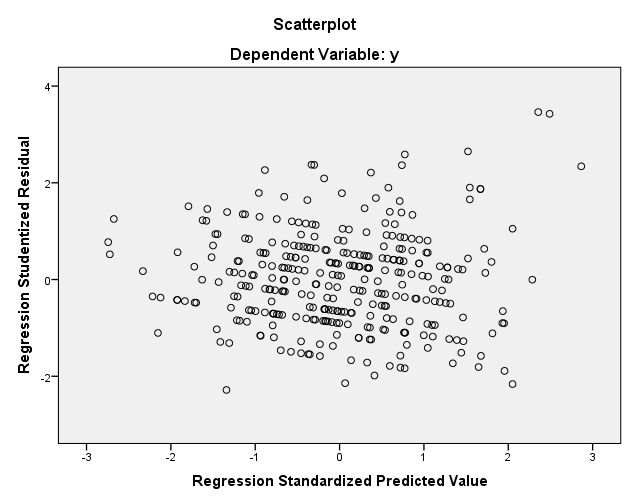 Scatterplot
Dependent Variable: y
Regression Studentized Residual
4
2
0
-2
-3
-2
-1
0
1
2
3
Regression Standardized Predicted Value